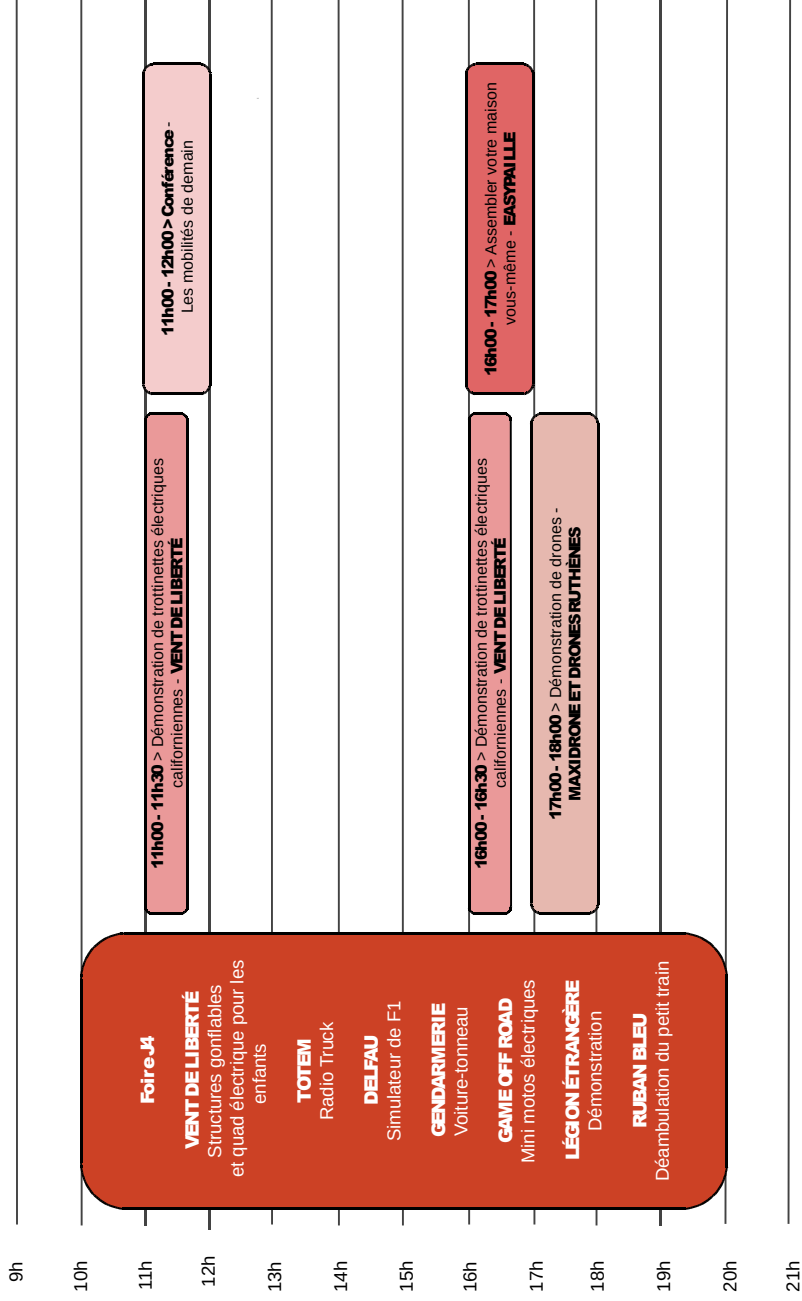 9h
10h
11h
12h
13h
14h
15h
16h
17h
18h
19h
20h
21h
Foire J4
VENT DE LIBERTÉ
Structures gonflables
et quad électrique pour les
enfants
TOTEM
Radio Truck
DELFAU
Simulateur de F1
GENDARMERIE
Voiture-tonneau
GAME OFF ROAD
Mini motos électriques
LÉGION ÉTRANGÈRE
Démonstration
RUBAN BLEU
Déambulation du petit train
11h00 - 11h30 > Démonstration de trottinettes électriques
californiennes - VENT DE LIBERTÉ
16h00 - 16h30 > Démonstration de trottinettes électriques
californiennes - VENT DE LIBERTÉ
17h00 - 18h00 > Démonstration de drones -
MAXIDRONE ET DRONES RUTHÈNES
11h00 - 12h00 > Conférence -
Les mobilités de demain
16h00 - 17h00 > Assembler votre maison
vous-même - EASYPAILLE